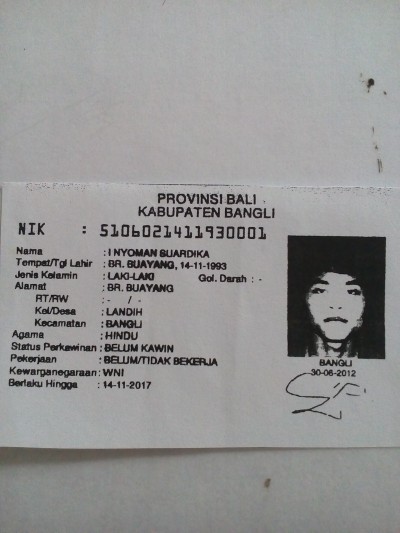 PROVINSI BALI
KABUPATEN BANGLI
NIK : 5106021411930001
Nama : I NYOMAN SUARDIKA
Tempat/Tgl Lahir : BR. BUAYANG, 14-11-1993
Jenis Kelamin : LAKI-LAKI Gol. Darah : -
Alamat : BR. BUAYANG
RT/RW : - / -
Kel/Desa : LANDIH
Kecamatan : BANGLI
Agama : HINDU
Status Perkawinan : BELUM KAWIN
Pekerjaan : BELUM/TIDAK BEKERJA
Kewarganegaraan : WNI
Berlaku Hingga : 14-11-2017
BANGLI
30-08-2012